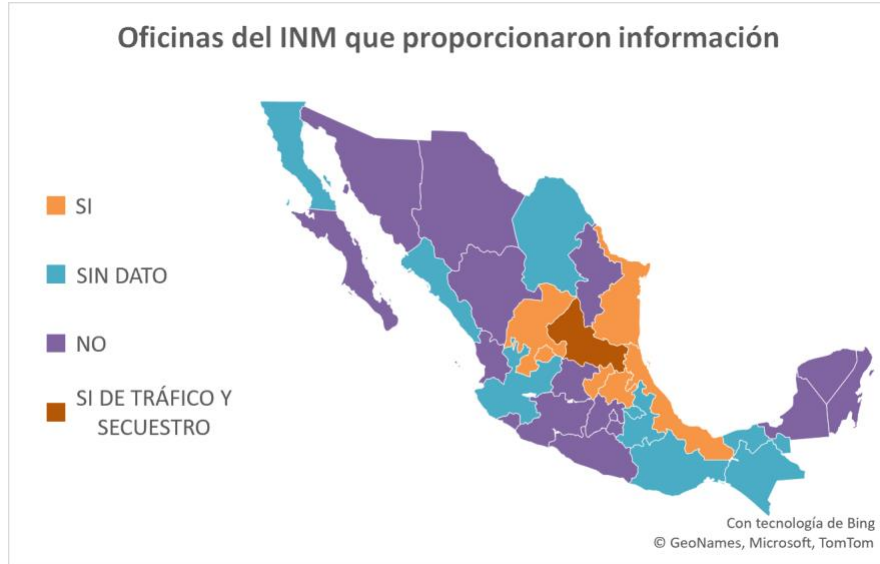 Oficinas del INM que proporcionaron información
SI
SIN DATO
NO
SI DE TRÁFICO Y
SECUESTRO
Con tecnología de Bing
© GeoNames, Microsoft, TomTom